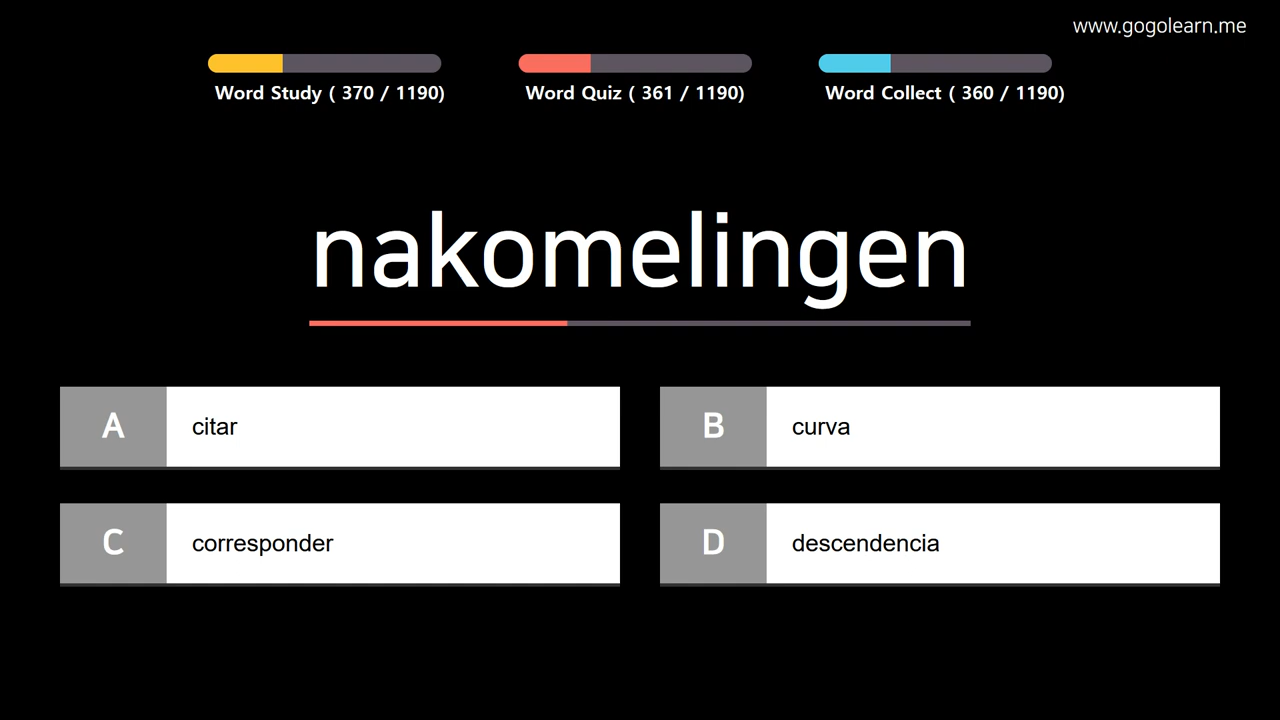 www.gogolearn.me
Word Study ( 370 / 1190)
Word Quiz ( 361 / 1190)
Word Collect ( 360 / 1190)
nakomelingen
A citar
B curva
C corresponder
D descendencia